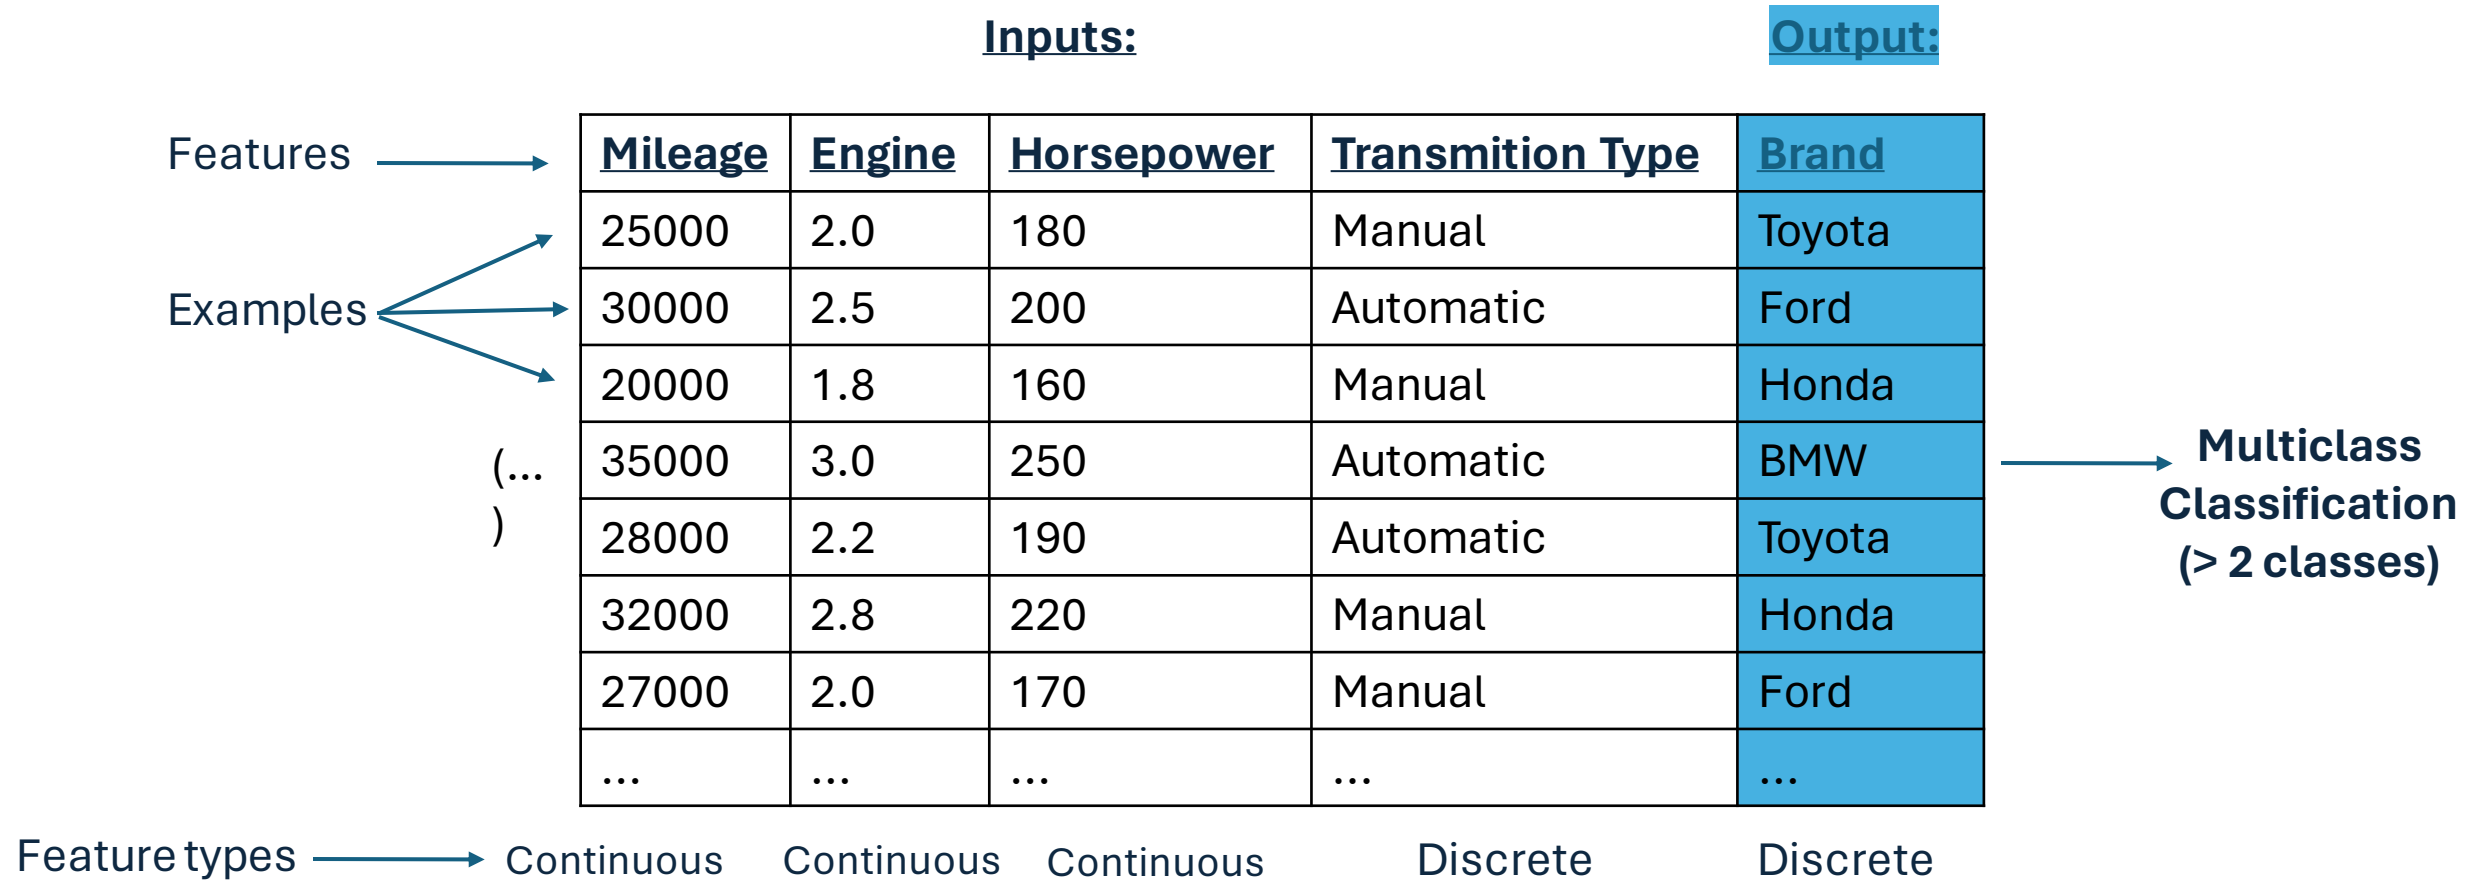 Inputs: Output:
Features Mileage Engine Horsepower Transmition Type Brand
25000 2.0 180 Manual Toyota
Examples 30000 2.5 200 Automatic Ford
20000 1.8 160 Manual Honda
(... 35000 3.0 250 Automatic BMW Multiclass
) 28000 2.2 190 Automatic Toyota Classification
(> 2 classes)
32000 2.8 220 Manual Honda
27000 2.0 170 Manual Ford
... ... ... ... ...
Feature types Continuous Continuous Continuous Discrete Discrete